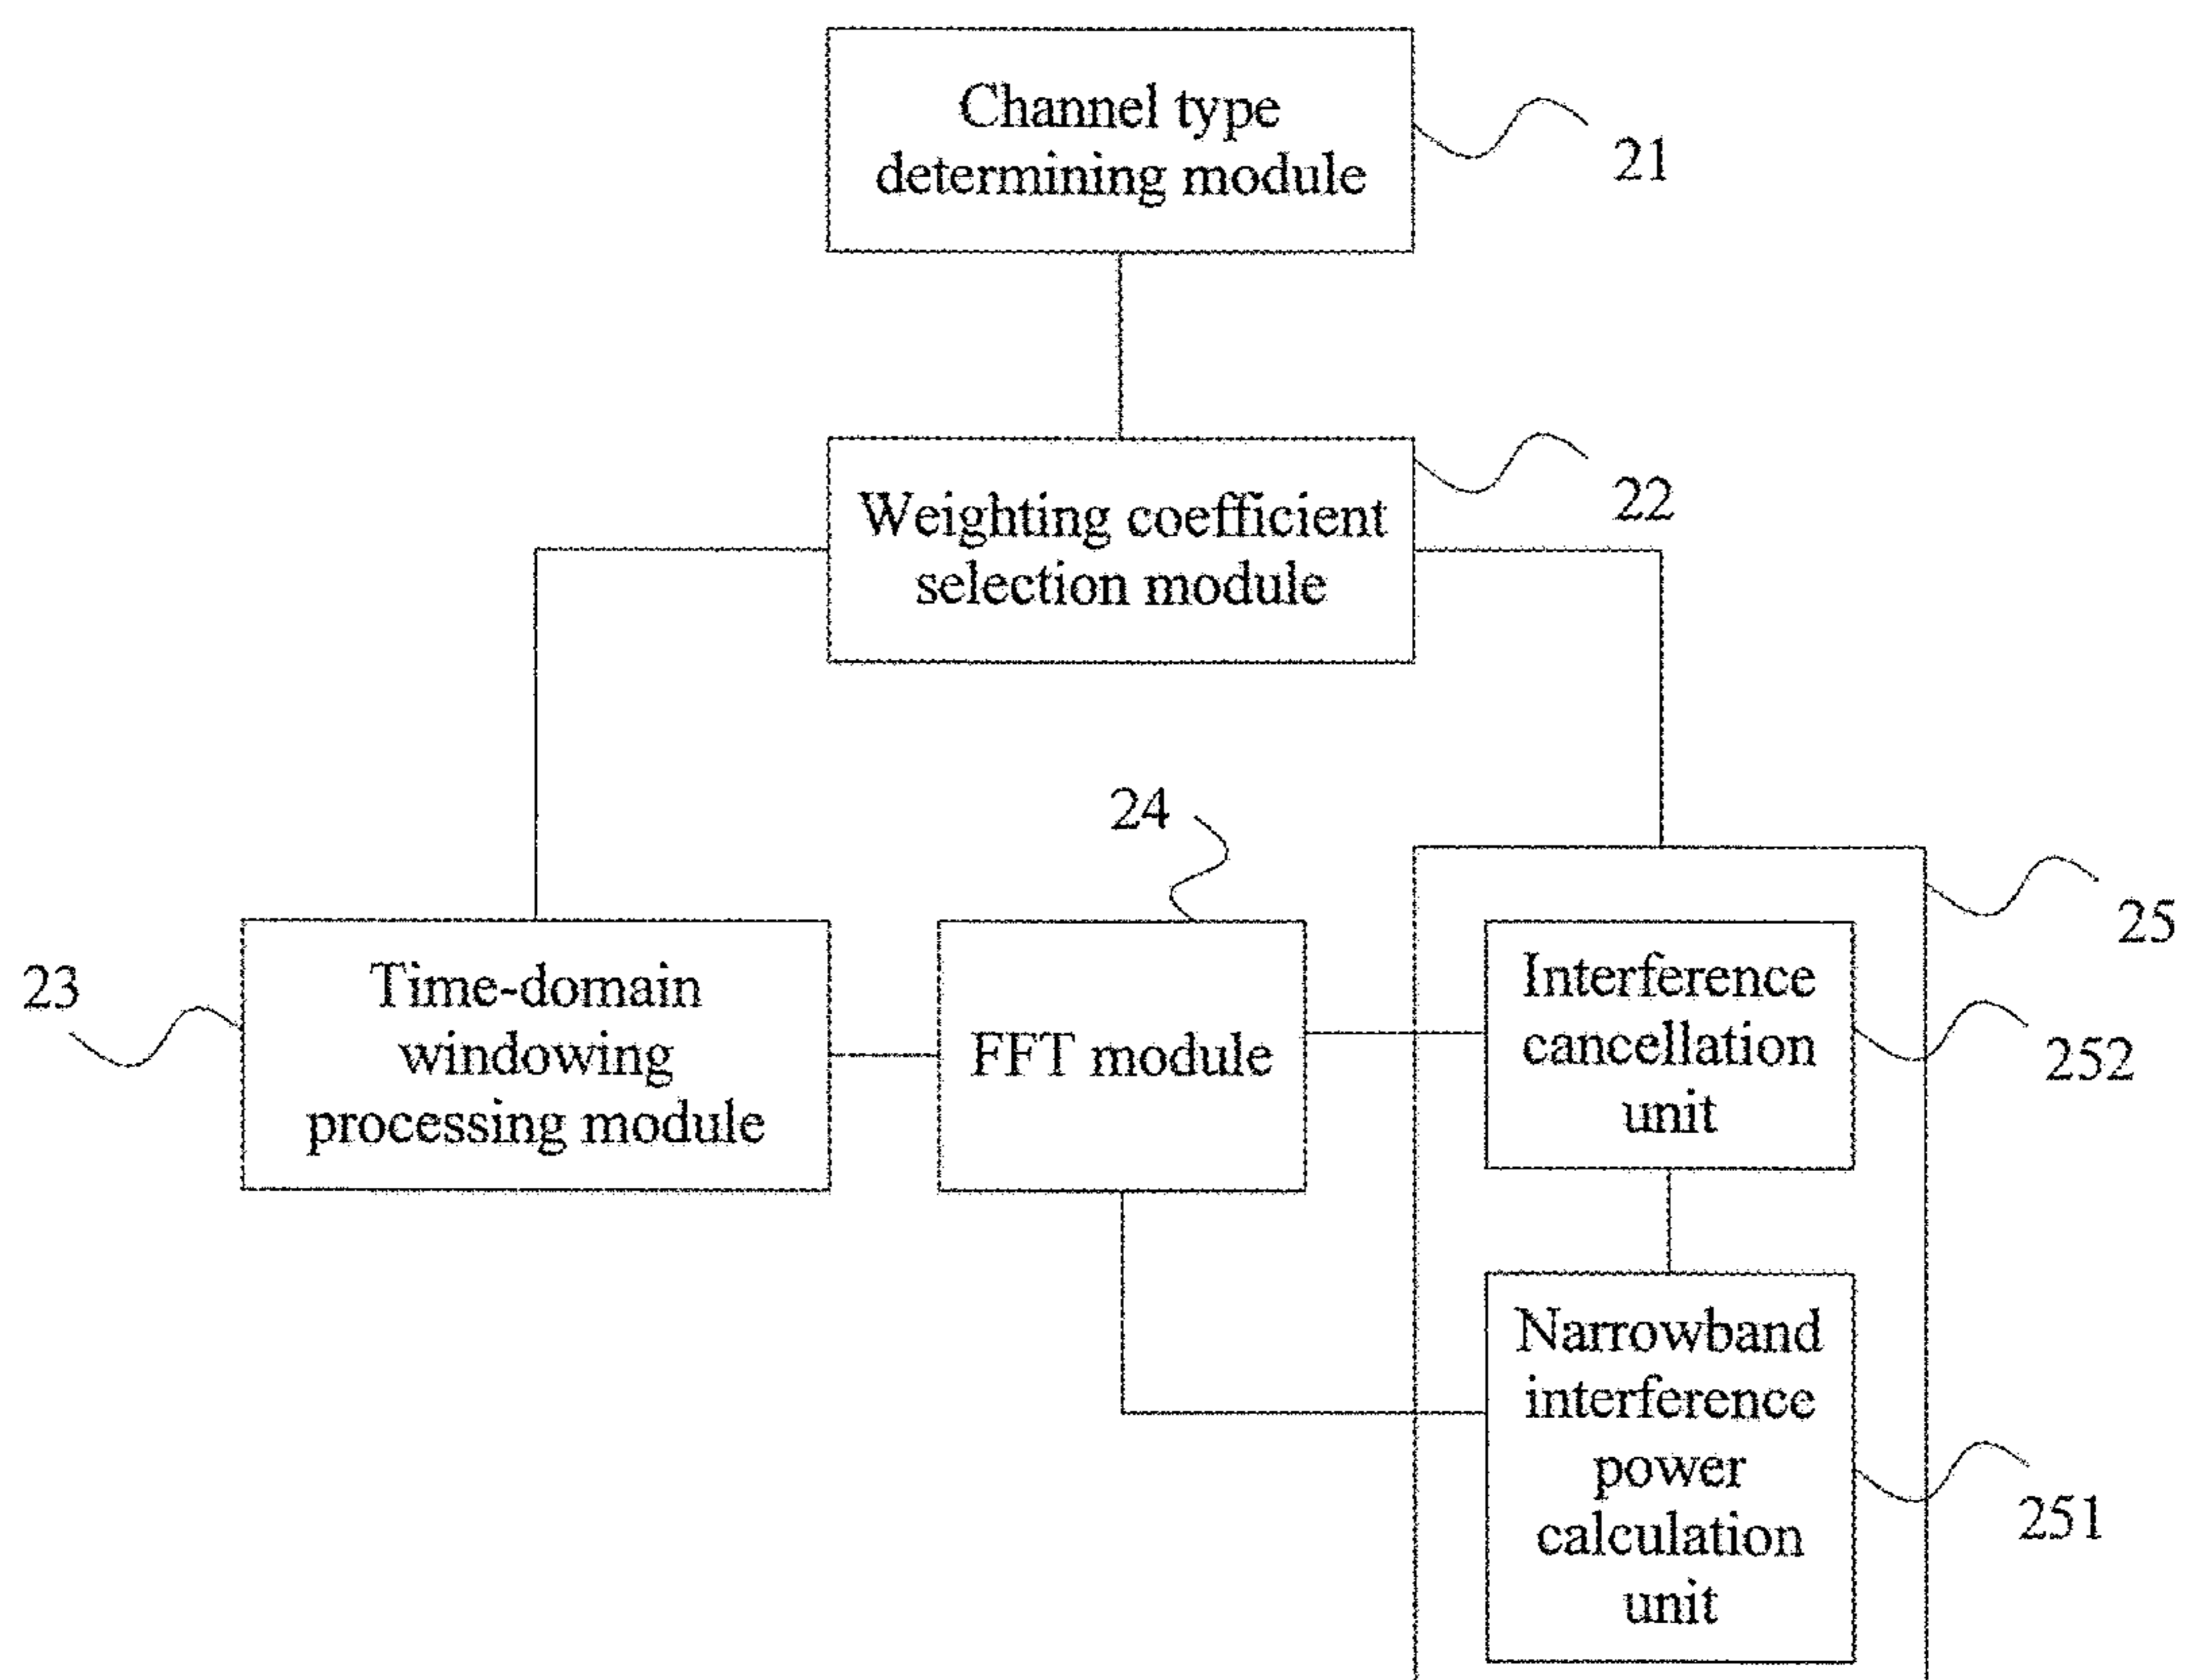 Channel type
determining module
21
Weighting coefficient
selection module
22
24
25
23
Time-domain
windowing
processing module
FFT module
Interference
cancellation
unit
252
Narrowband
interference
power
calculation
unit
251